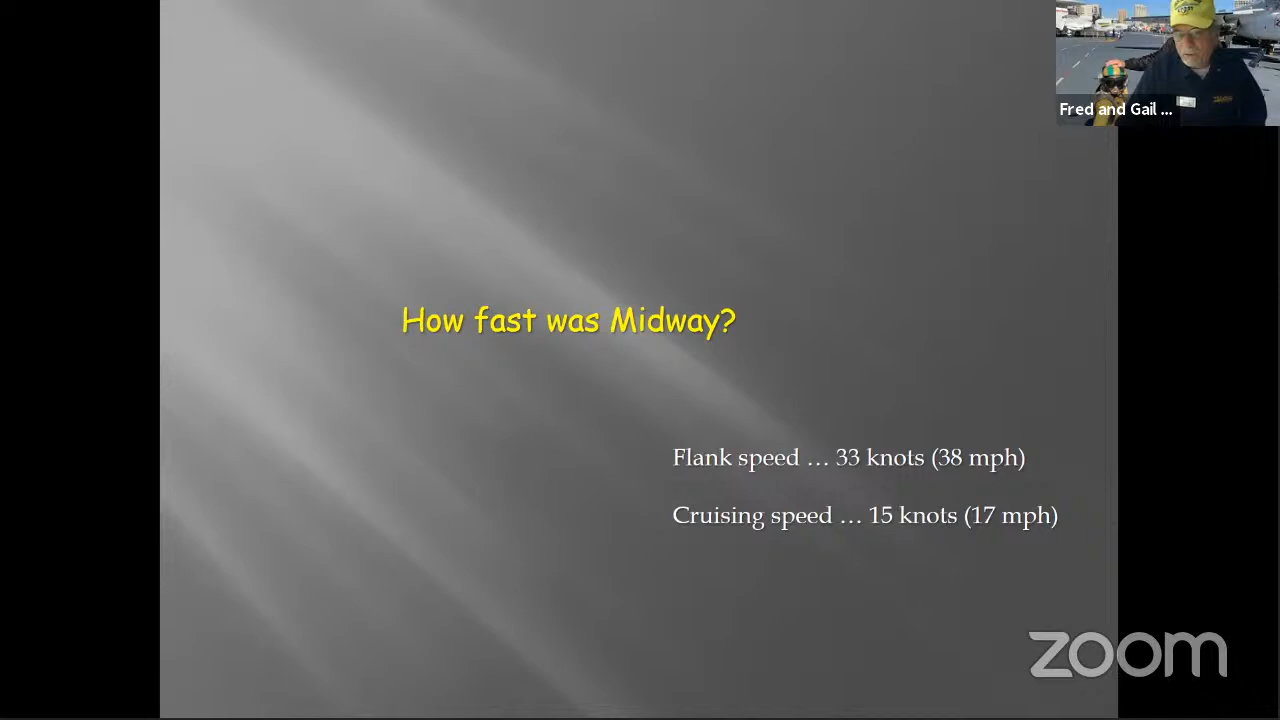 Fred and Gail ...
How fast was Midway?
Flank speed … 33 knots (38 mph)
Cruising speed … 15 knots (17 mph)
zoom